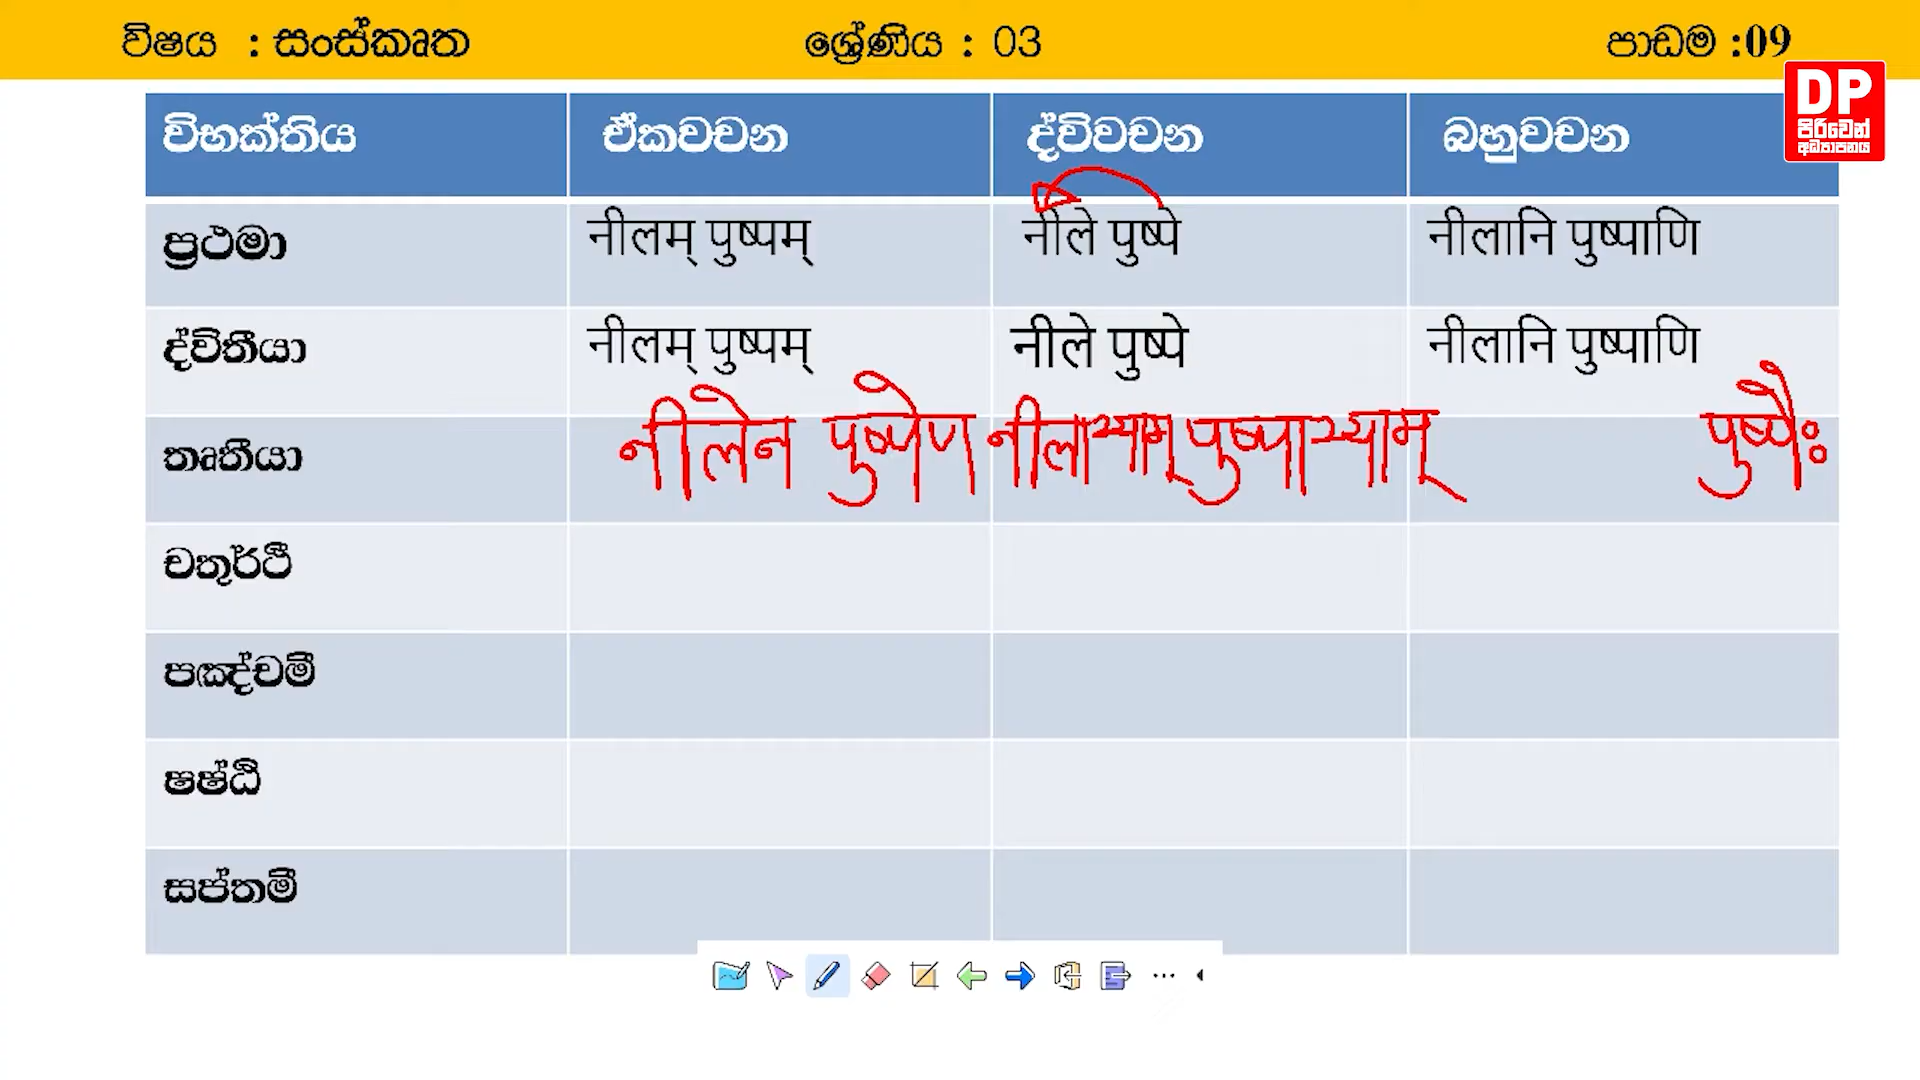 විෂය : සංස්කෘත ශ්‍රේණිය : 03 පාඩම :09
DP
පිරිවෙන්
අධ්‍යාපනය
විභක්තිය ඒකවචන ද්විවචන බහුවචන
ප්‍රථමා नीलम् पुष्पम् नीले पुष्पे नीलानि पुष्पाणि
ද්විතීයා नीलम् पुष्पम् नीले पुष्पे नीलानि पुष्पाणि
තෘතීයා नीलेन पुष्पेण नीलाभ्याम् पुष्पाभ्याम् पुष्पैः
චතුර්ථී
පඤ්චමී
ෂෂ්ඨි
සප්තමී